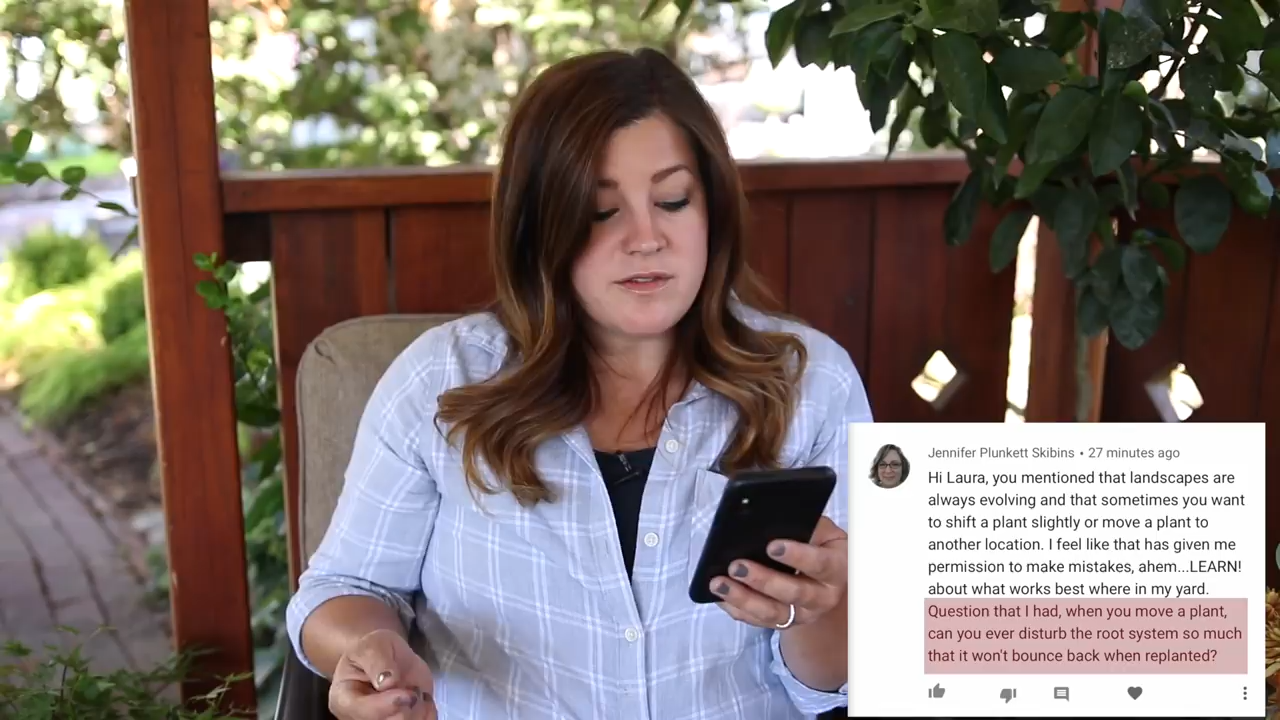 Jennifer Plunkett Skibins • 27 minutes ago
Hi Laura, you mentioned that landscapes are
always evolving and that sometimes you want
to shift a plant slightly or move a plant to
another location. I feel like that has given me
permission to make mistakes, ahem...LEARN!
about what works best where in my yard.
Question that I had, when you move a plant,
can you ever disturb the root system so much
that it won't bounce back when replanted?